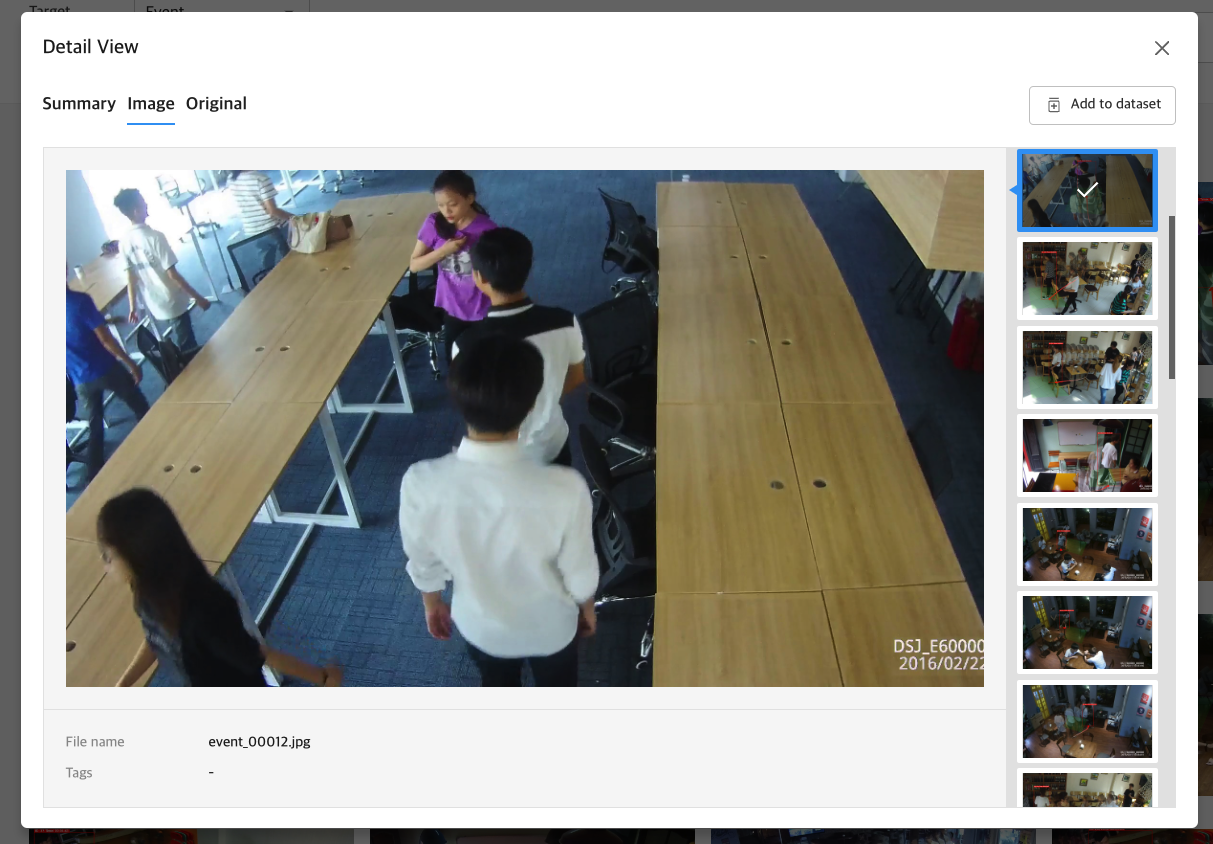 Target
Event
Detail View
Summary
Image
Original
Add to dataset
DSJ_E60000
2016/02/22
File name
event_00012.jpg
Tags
-